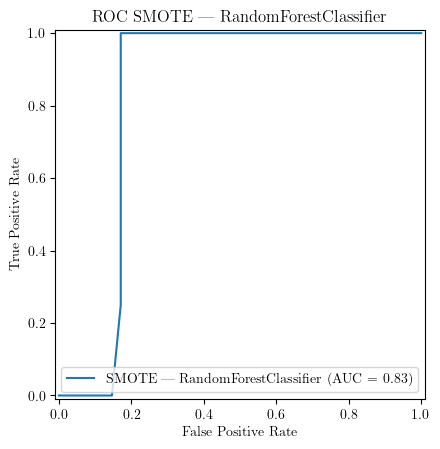 ROC SMOTE — RandomForestClassifier
1.0
0.8
0.6
0.4
0.2
0.0
True Positive Rate
SMOTE — RandomForestClassifier (AUC = 0.83)
0.0 0.2 0.4 0.6 0.8 1.0
False Positive Rate